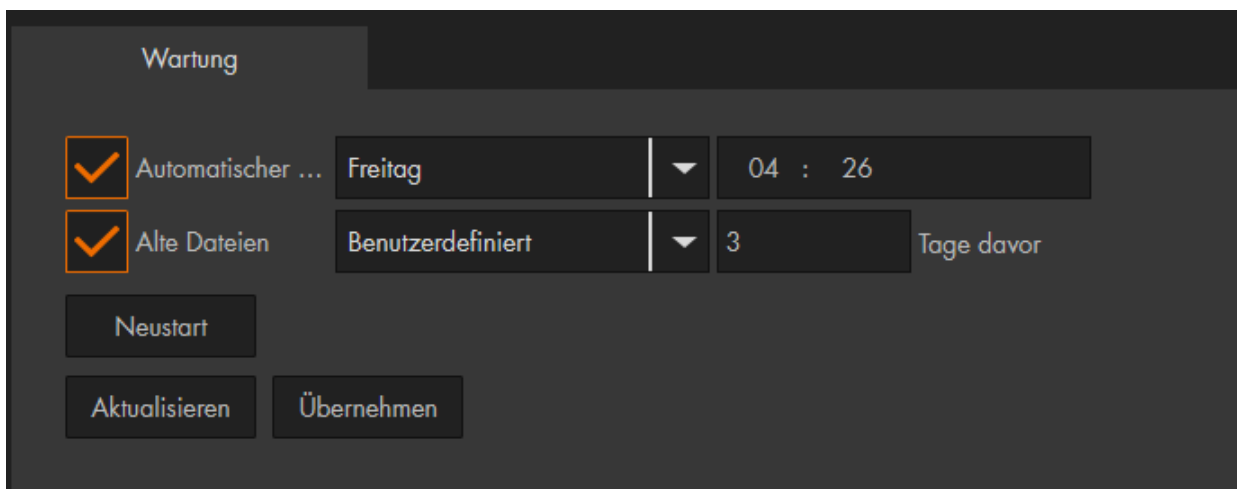 Wartung
Automatischer ... Freitag 04 : 26
Alte Dateien Benutzerdefiniert 3 Tage davor
Neustart
Aktualisieren Übernehmen